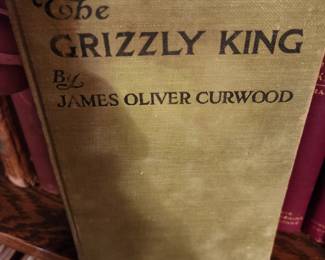 The
GRIZZLY KING
By
JAMES OLIVER CURWOOD